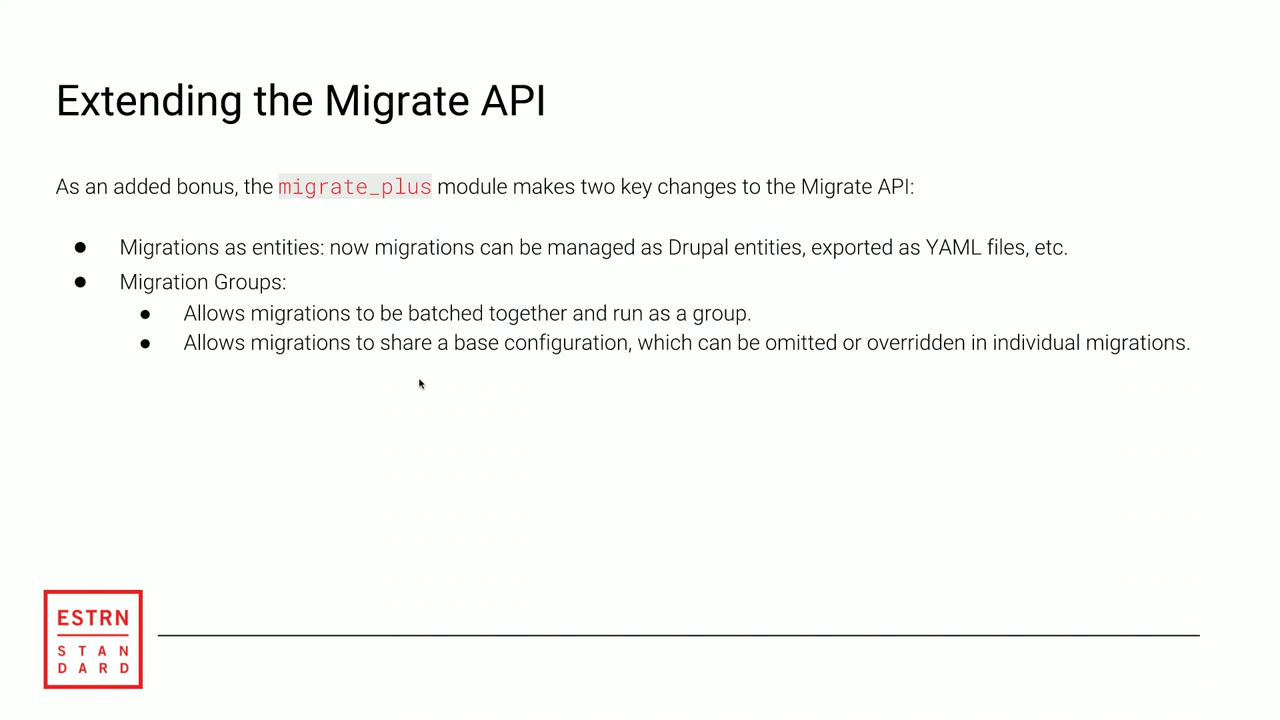 Extending the Migrate API
As an added bonus, the migrate_plus module makes two key changes to the Migrate API:
● Migrations as entities: now migrations can be managed as Drupal entities, exported as YAML files, etc.
● Migration Groups:
● Allows migrations to be batched together and run as a group.
● Allows migrations to share a base configuration, which can be omitted or overridden in individual migrations.
ESTRN
STAN
DARD